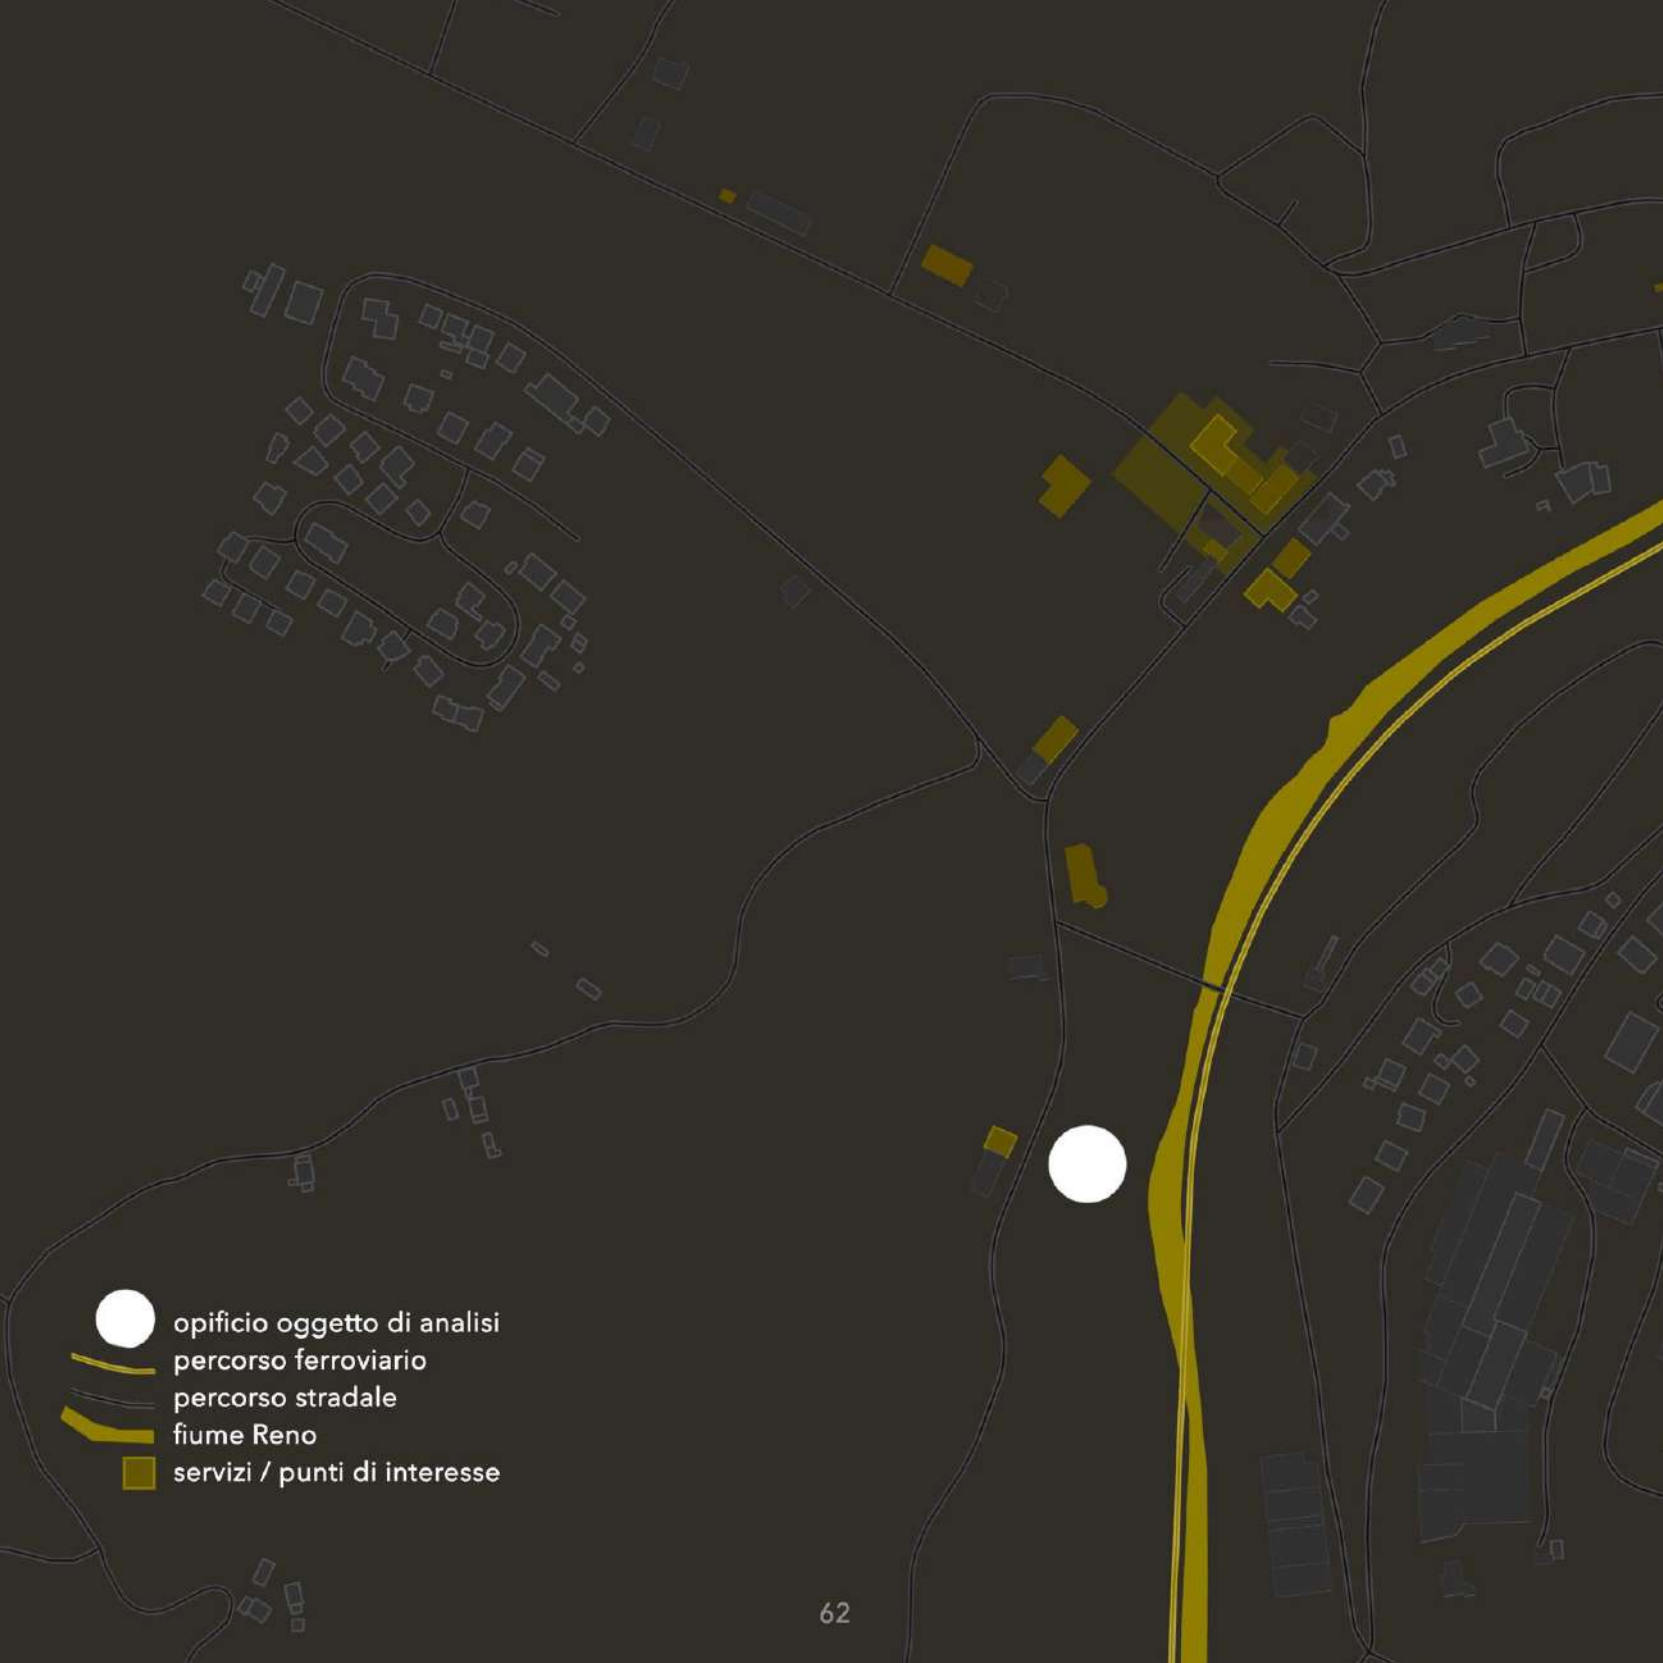 opificio oggetto di analisi
percorso ferroviario
percorso stradale
fiume Reno
servizi / punti di interesse
62